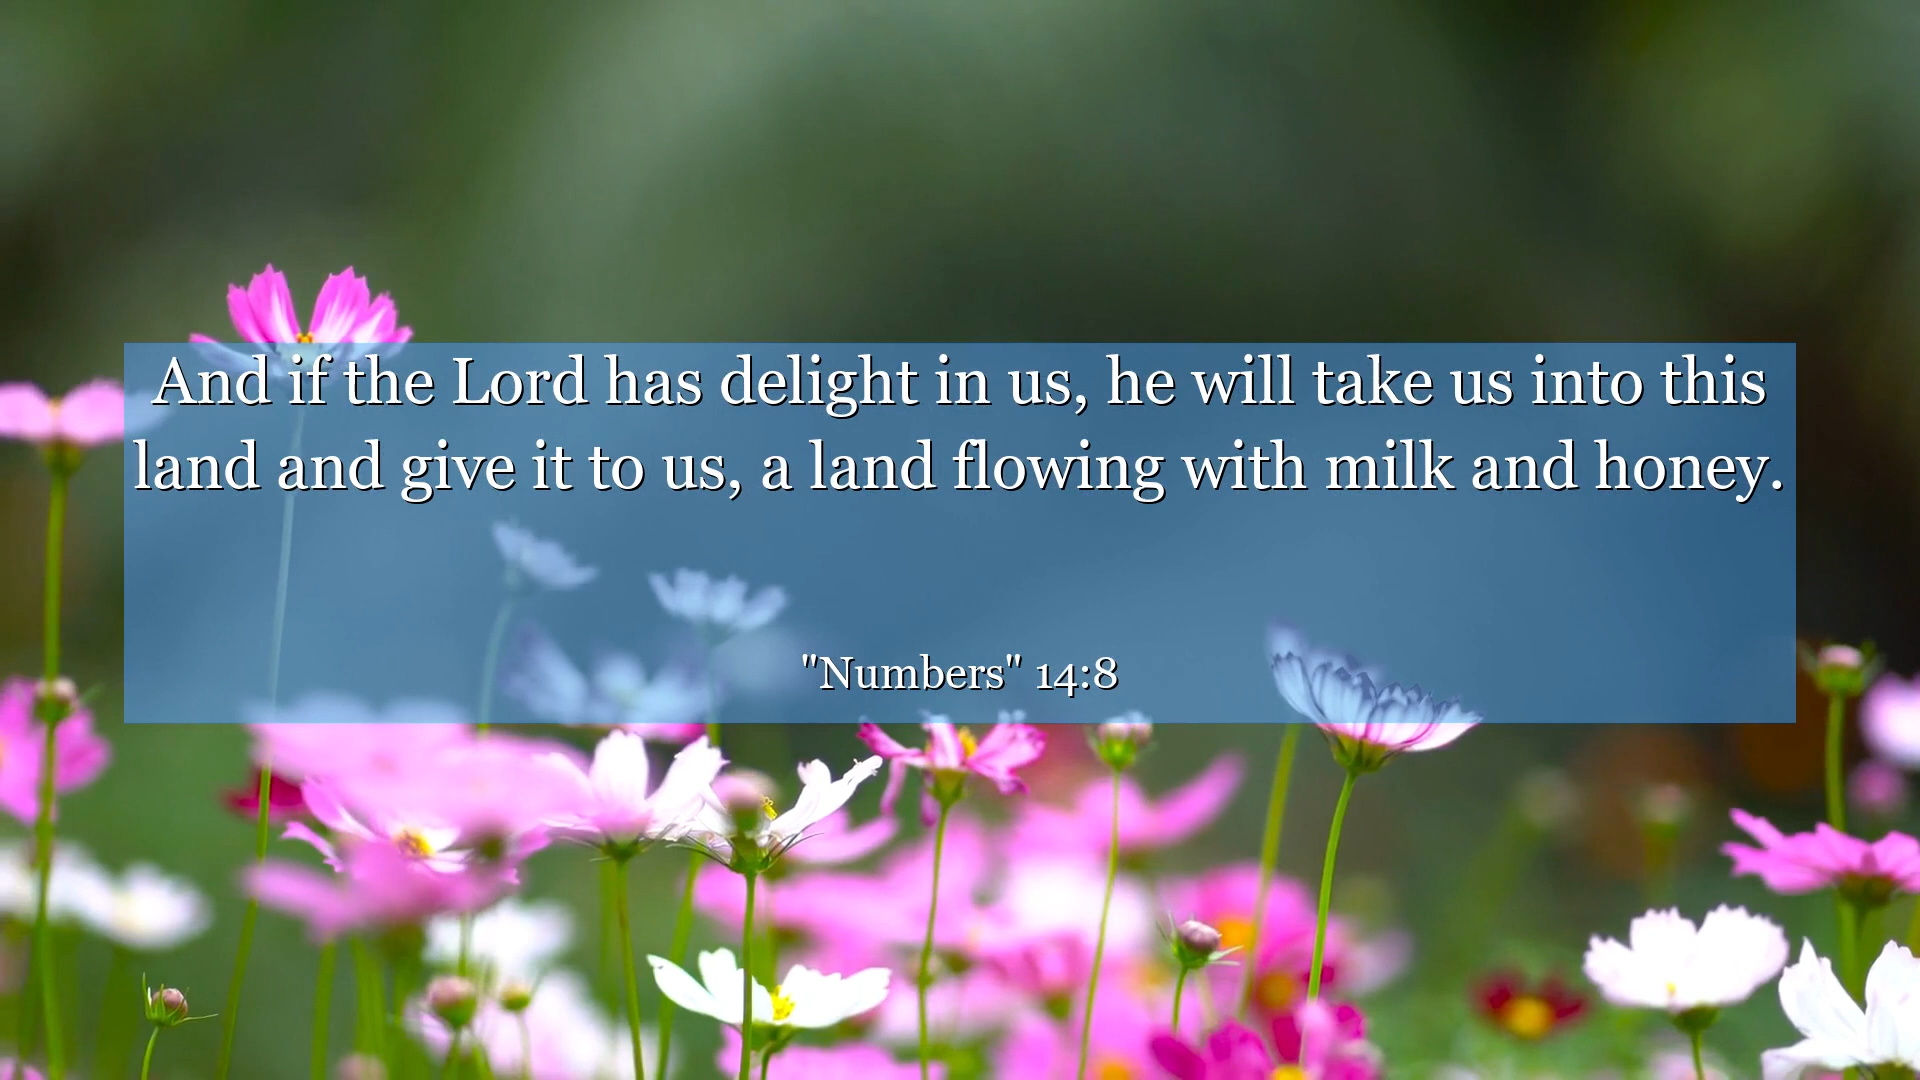 And if the Lord has delight in us, he will take us into this
land and give it to us, a land flowing with milk and honey.
"Numbers" 14:8